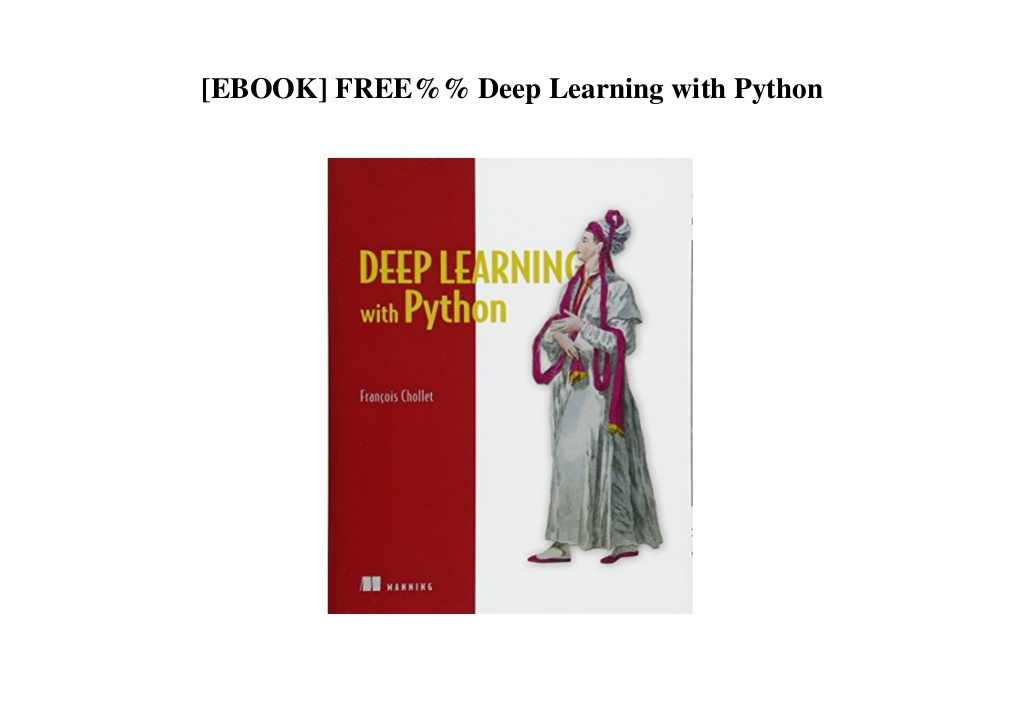 [EBOOK] FREE%% Deep Learning with Python
DEEP LEARNING
with Python
François Chollet
MANNING